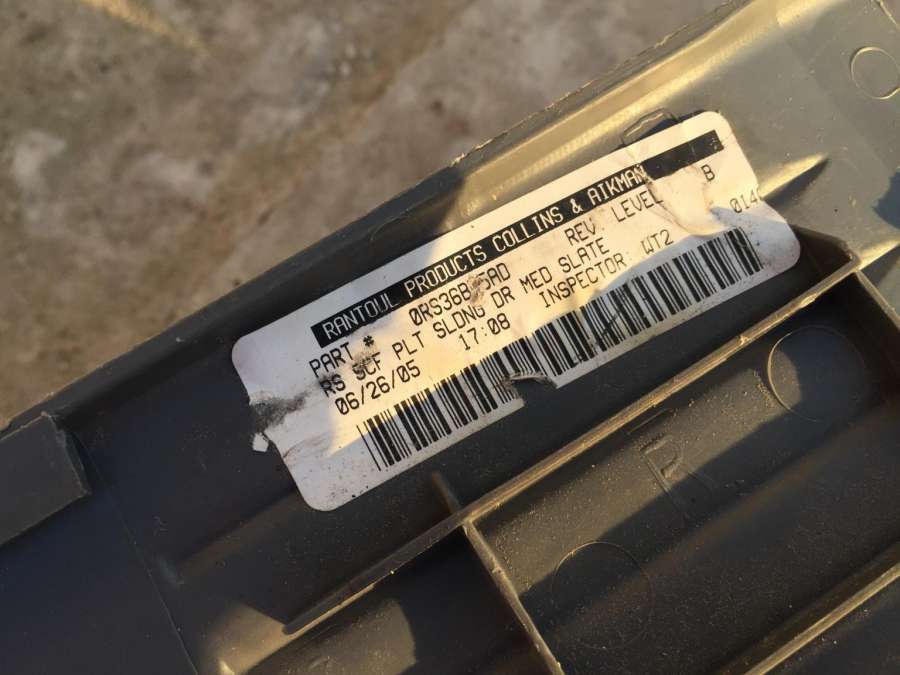 RANTOUL PRODUCTS COLLINS & AIKMAN
PART # REV. LEVEL B
RS SCF PLT SLDNG DR MED SLATE
06/26/05 17:08 INSPECTOR: WT2
R